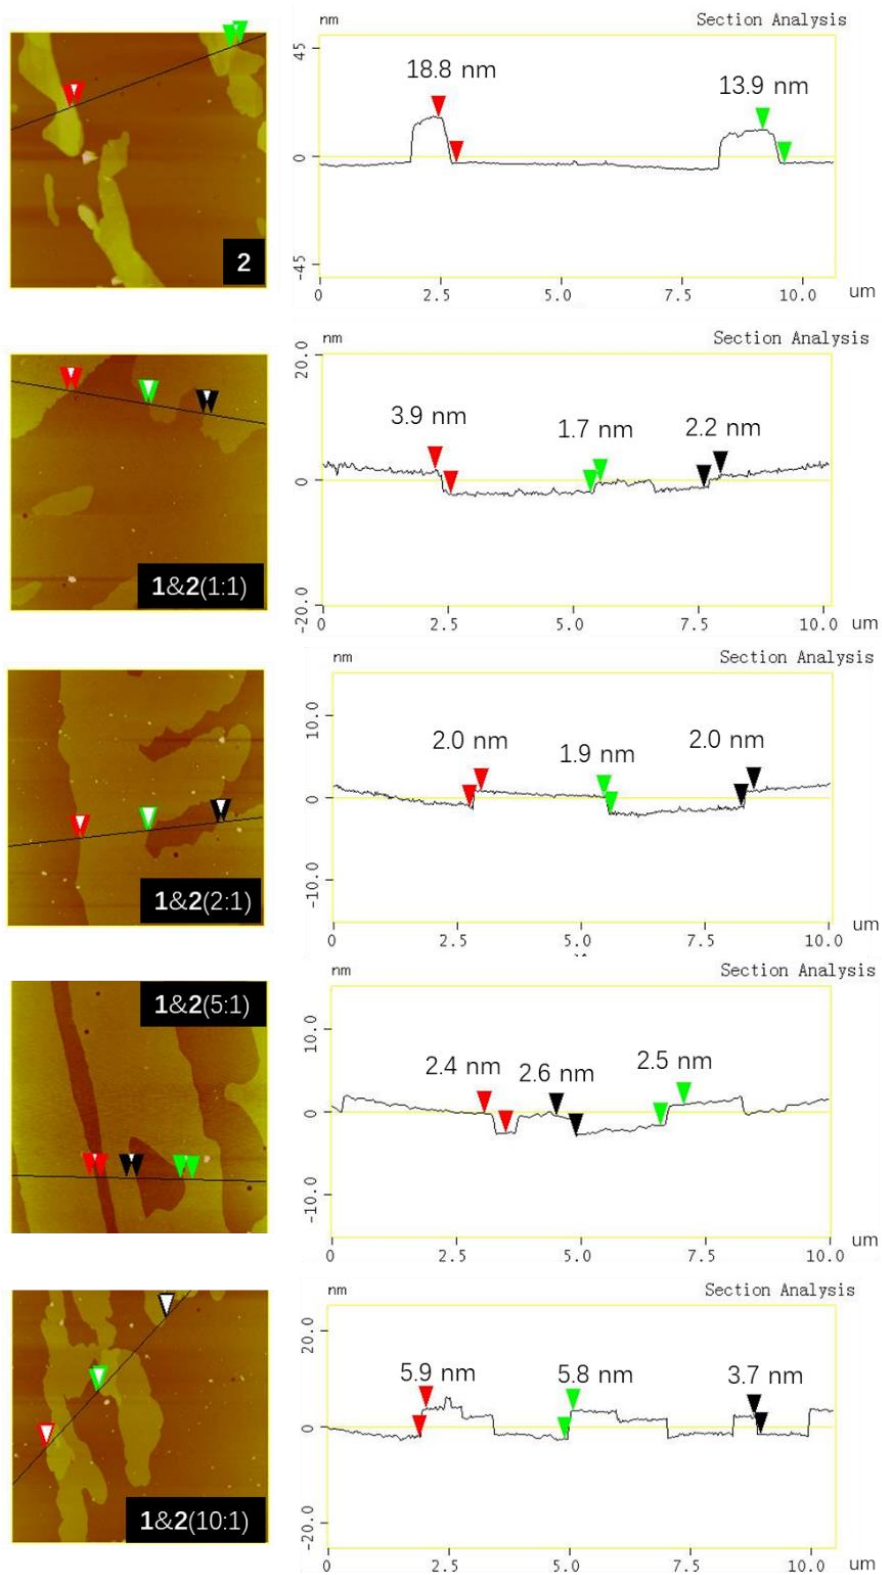 nm Section Analysis
45
18.8 nm
13.9 nm
0
-45
0 2.5 5.0 7.5 10.0 um
2
nm Section Analysis
20.0
3.9 nm 1.7 nm 2.2 nm
0
-20.0
0 2.5 5.0 7.5 10.0 um
1&2(1:1)
nm Section Analysis
10.0
2.0 nm 1.9 nm 2.0 nm
0
-10.0
0 2.5 5.0 7.5 10.0 um
1&2(2:1)
nm Section Analysis
1&2(5:1)
10.0
2.4 nm 2.6 nm 2.5 nm
0
-10.0
0 2.5 5.0 7.5 10.0 um
nm Section Analysis
20.0
5.9 nm 5.8 nm 3.7 nm
0
-20.0
0 2.5 5.0 7.5 10.0 um
1&2(10:1)